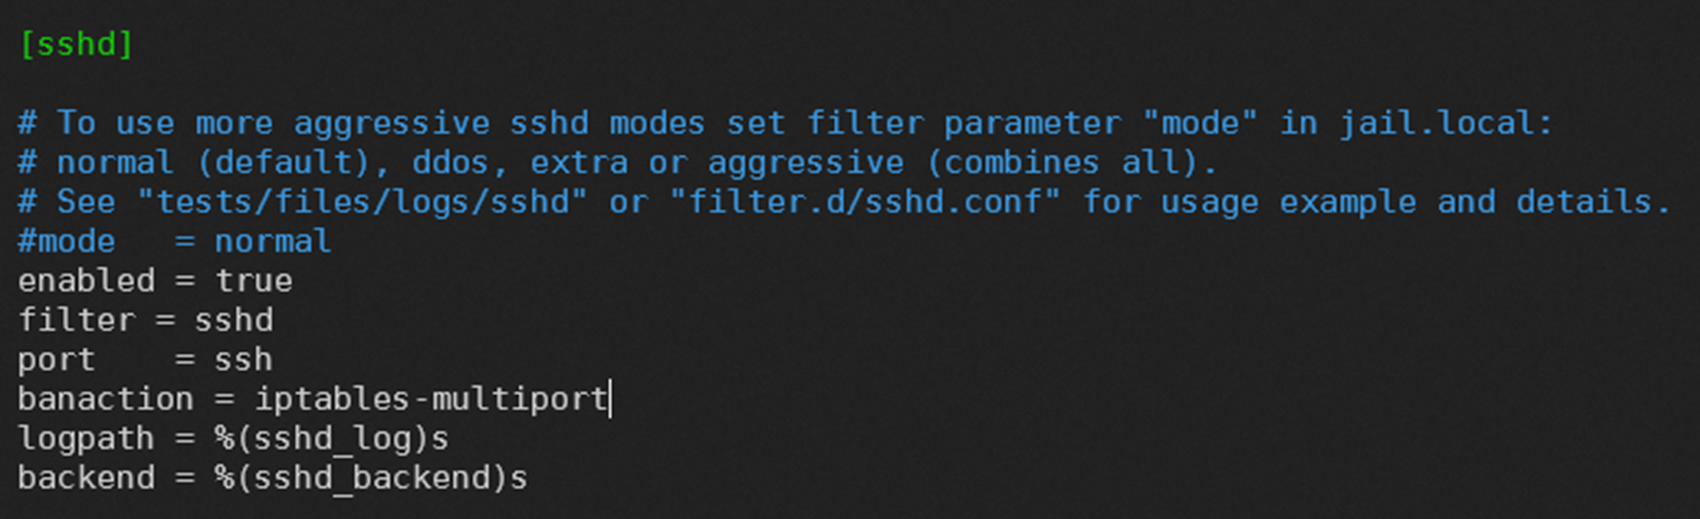 [sshd]
# To use more aggressive sshd modes set filter parameter "mode" in jail.local:
# normal (default), ddos, extra or aggressive (combines all).
# See "tests/files/logs/sshd" or "filter.d/sshd.conf" for usage example and details.
#mode   = normal
enabled = true
filter = sshd
port    = ssh
banaction = iptables-multiport
logpath = %(sshd_log)s
backend = %(sshd_backend)s